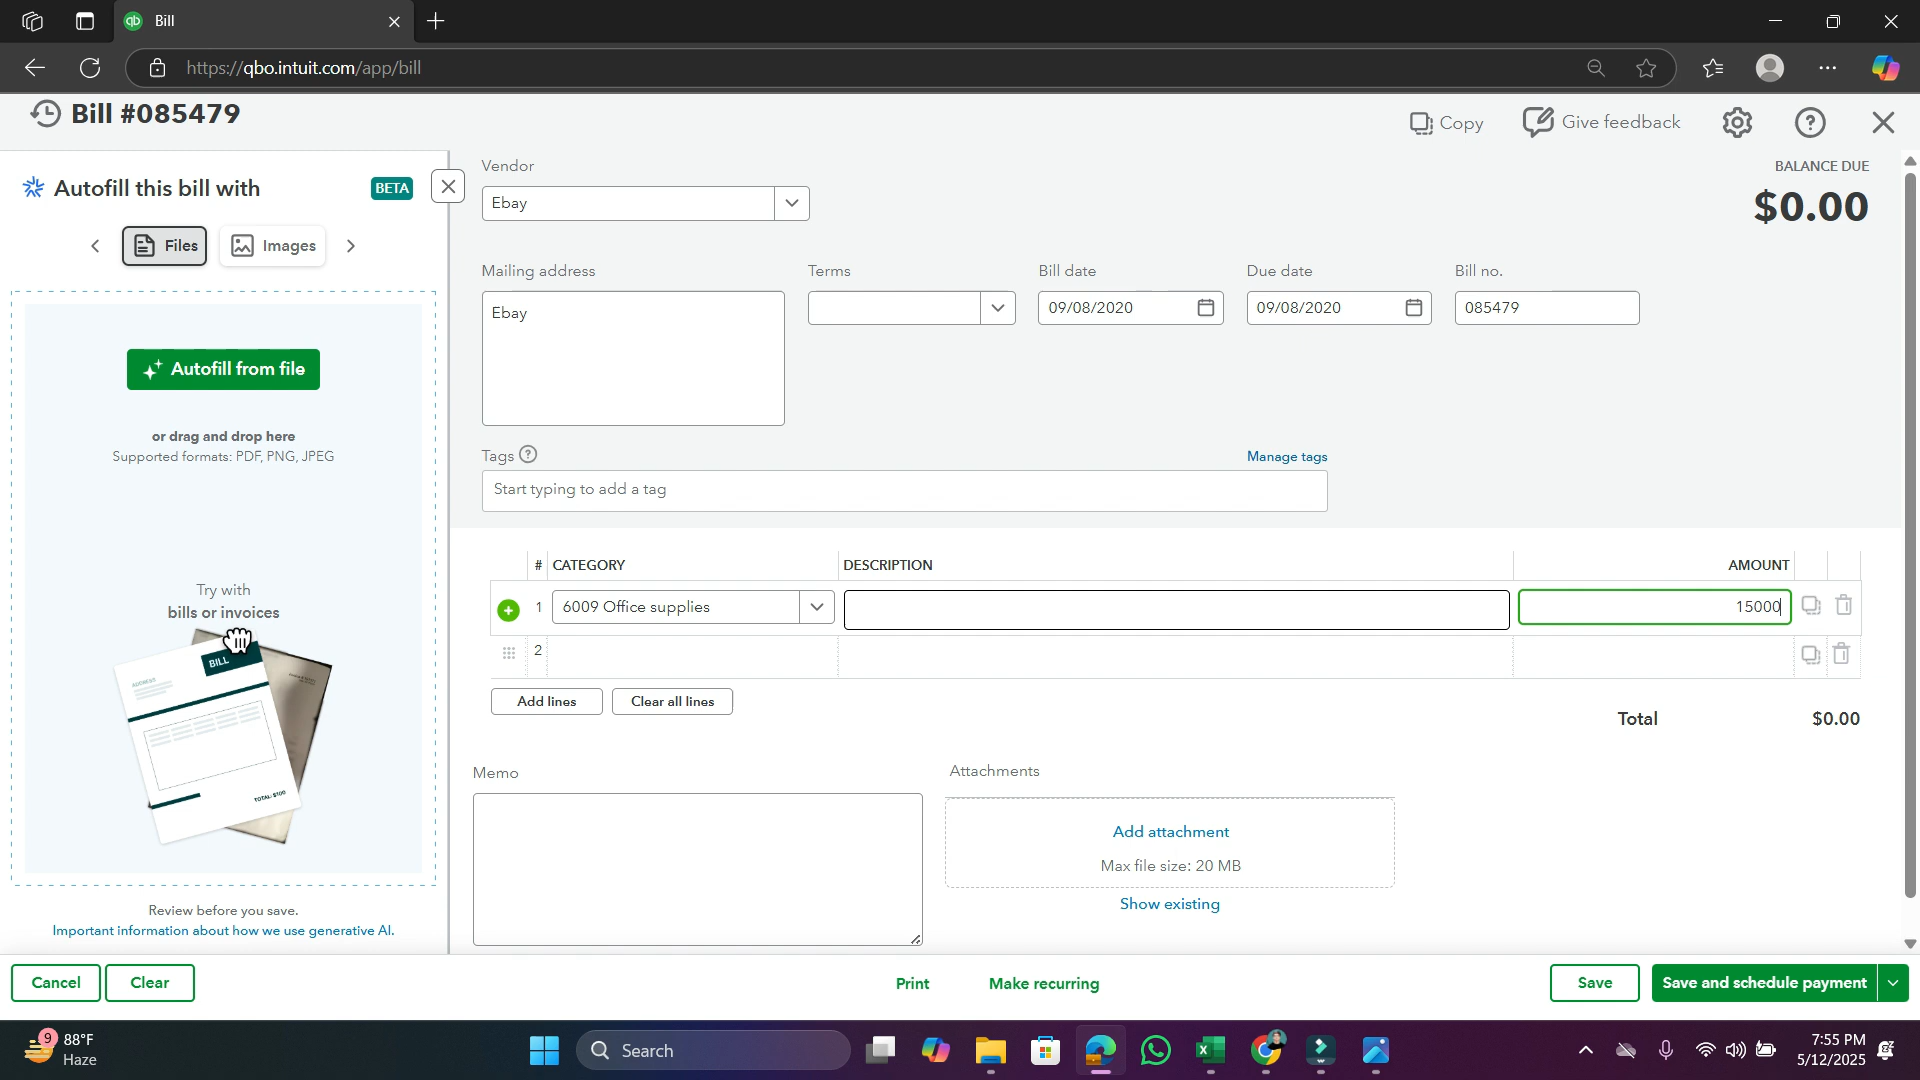 Bill
https://qbo.intuit.com/app/bill
Bill #085479
Copy
Give feedback
Autofill this bill with
BETA
Files
Images
Autofill from file
or drag and drop here
Supported formats: PDF, PNG, JPEG
Try with
bills or invoices
BILL
TOTAL: $100
Review before you save.
Important information about how we use generative AI.
Vendor
Ebay
BALANCE DUE
$0.00
Mailing address
Ebay
Terms
Bill date
09/08/2020
Due date
09/08/2020
Bill no.
085479
Tags
Manage tags
Start typing to add a tag
# CATEGORY DESCRIPTION AMOUNT
1 6009 Office supplies 15000
2
Add lines
Clear all lines
Total $0.00
Memo
Attachments
Add attachment
Max file size: 20 MB
Show existing
Cancel
Clear
Print
Make recurring
Save
Save and schedule payment
9
88°F
Haze
Search
7:55 PM
5/12/2025